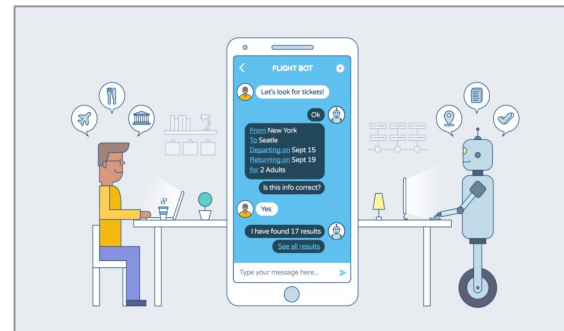 FLIGHT BOT
Let's look for tickets!
Ok
From New York
To Seatle
Departing on Sept 15
Returning on Sept 19
for 2 Adults
Is this info correct?
Yes
I have found 17 results
See all results
Type your message here...